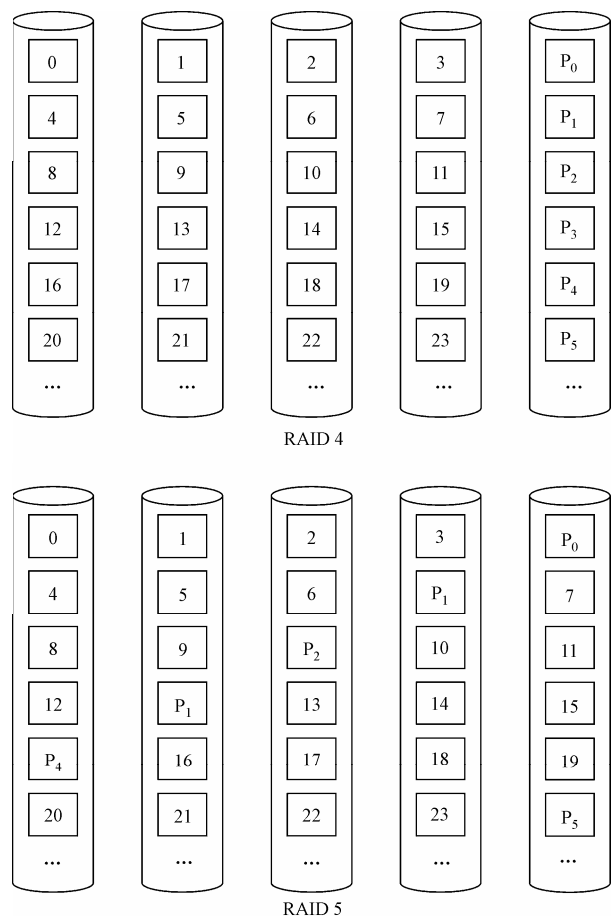 0 1 2 3 P₀
4 5 6 7 P₁
8 9 10 11 P₂
12 13 14 15 P₃
16 17 18 19 P₄
20 21 22 23 P₅
... ... ... ... ...
RAID 4
0 1 2 3 P₀
4 5 6 P₁ 7
8 9 P₂ 10 11
12 P₁ 13 14 15
P₄ 16 17 18 19
20 21 22 23 P₅
... ... ... ... ...
RAID 5